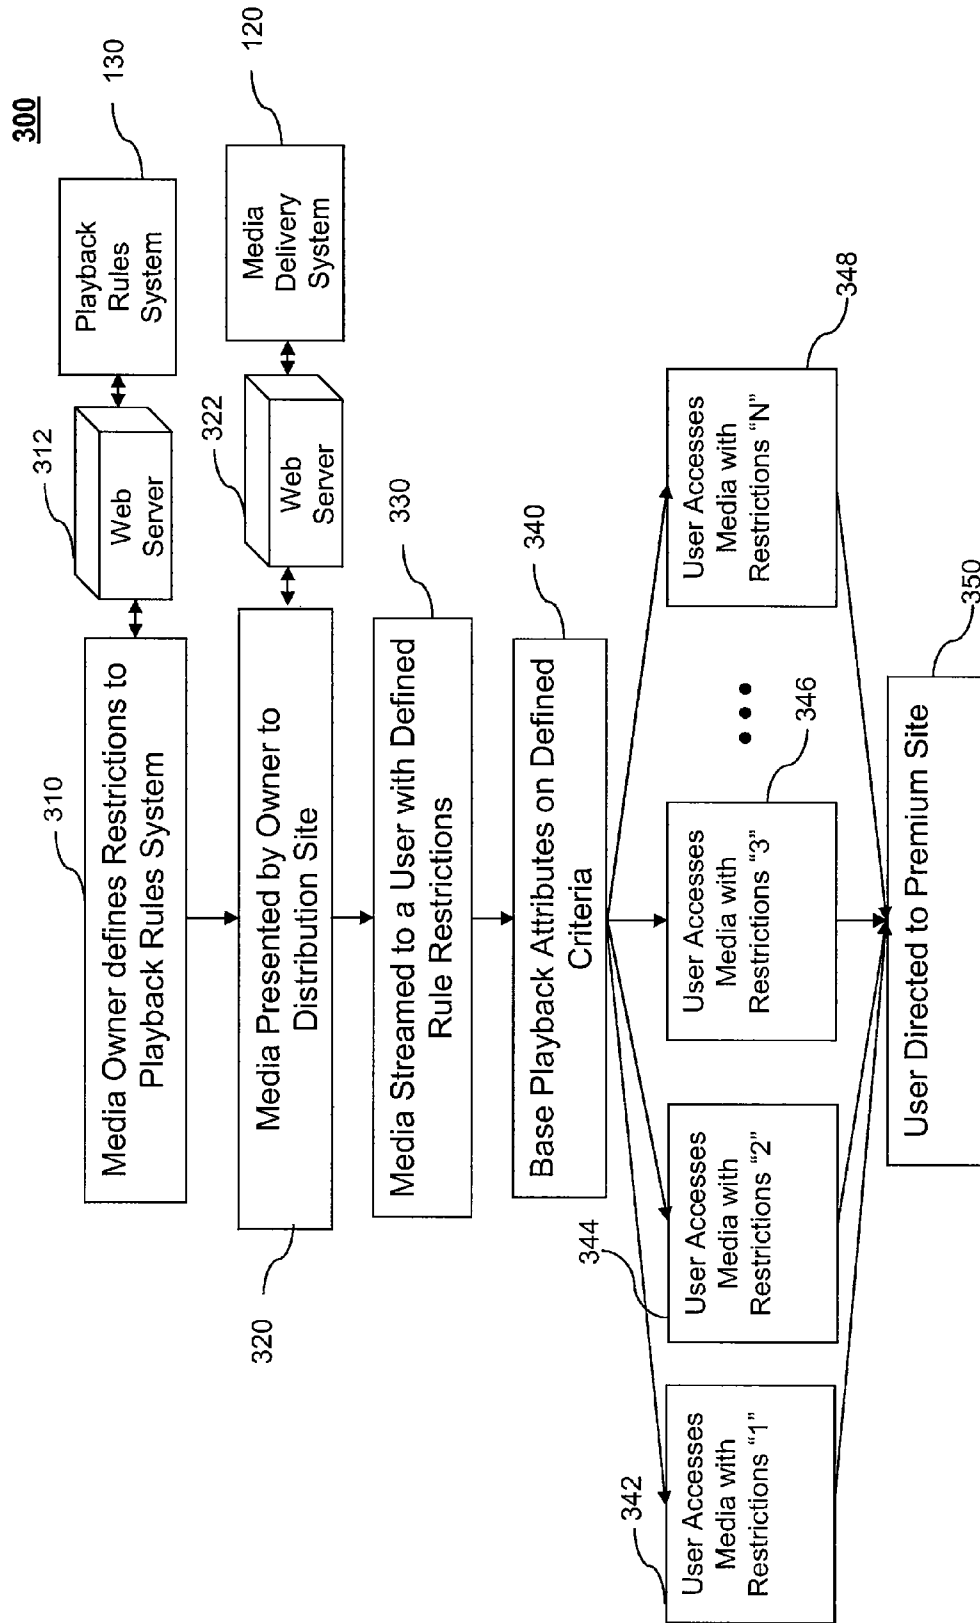 300
310
Media Owner defines Restrictions to
Playback Rules System
312
Web
Server
130
Playback
Rules
System
320
Media Presented by Owner to
Distribution Site
322
Web
Server
120
Media
Delivery
System
330
Media Streamed to a User with Defined
Rule Restrictions
340
Base Playback Attributes on Defined
Criteria
342
User Accesses
Media with
Restrictions “1”
344
User Accesses
Media with
Restrictions “2”
346
User Accesses
Media with
Restrictions “3”
348
User Accesses
Media with
Restrictions “N”
350
User Directed to Premium Site